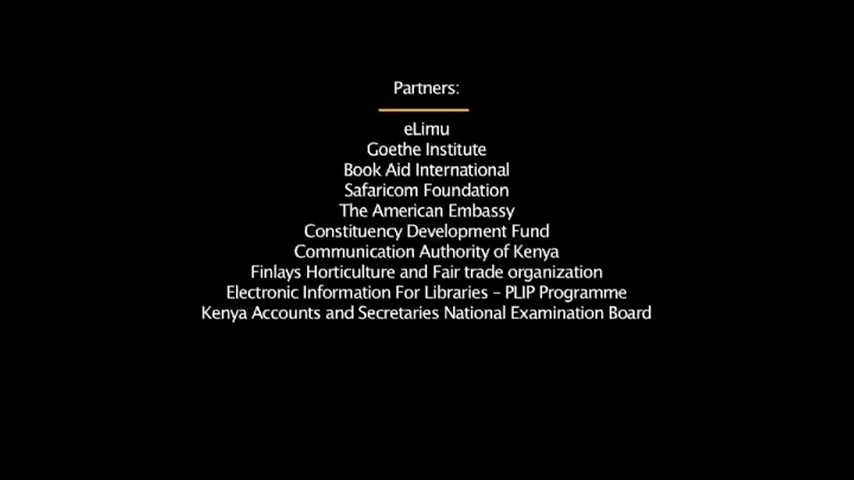 Partners:
eLimu
Goethe Institute
Book Aid International
Safaricom Foundation
The American Embassy
Constituency Development Fund
Communication Authority of Kenya
Finlays Horticulture and Fair trade organization
Electronic Information For Libraries – PLIP Programme
Kenya Accounts and Secretaries National Examination Board